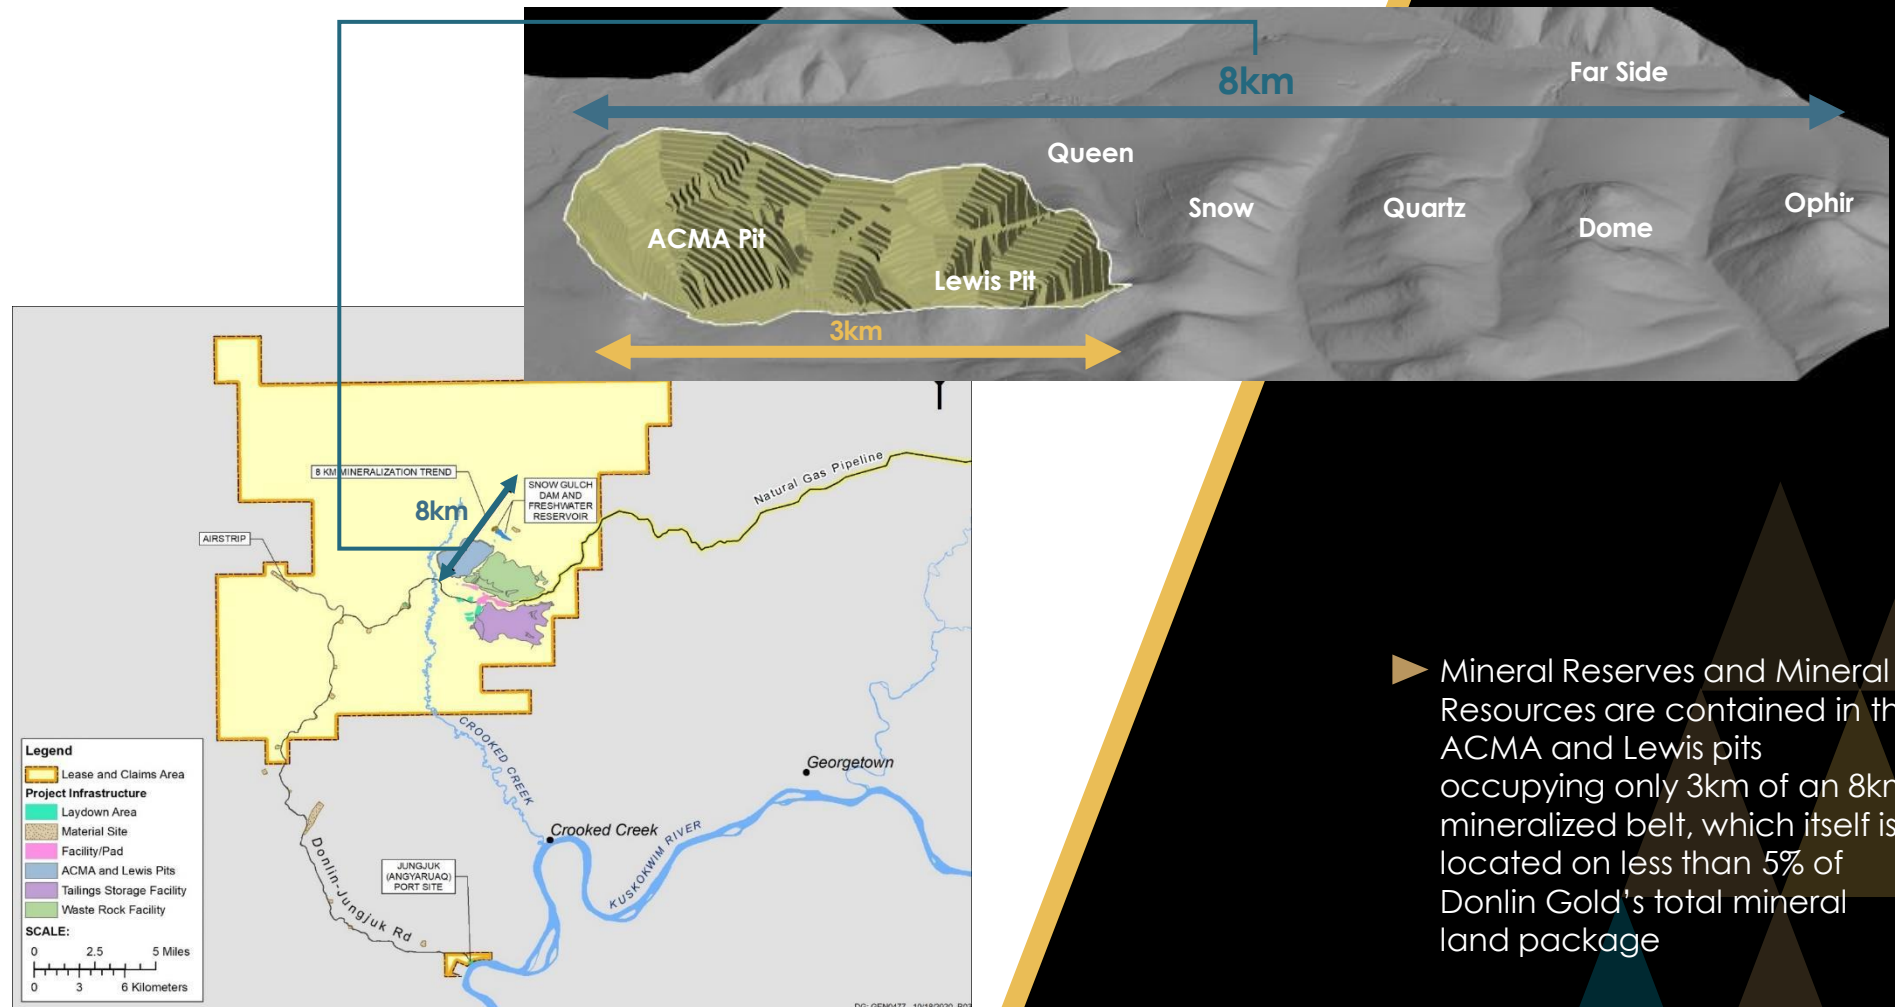 8km
Far Side
Queen
Snow
Quartz
Ophir
Dome
ACMA Pit
Lewis Pit
3km
8 KM MINERALIZATION TREND
SNOW GULCH
DAM AND
FRESHWATER
RESERVOIR
8km
Natural Gas Pipeline
AIRSTRIP
CROOKED CREEK
Georgetown
Crooked Creek
KUSKOKWIM RIVER
JUNGJUK
(ANGYARUAQ)
PORT SITE
Donlin-Jungjuk Rd
Legend
Lease and Claims Area
Project Infrastructure
Laydown Area
Material Site
Facility/Pad
ACMA and Lewis Pits
Tailings Storage Facility
Waste Rock Facility
SCALE:
0 2.5 5 Miles
0 3 6 Kilometers
Mineral Reserves and Mineral
Resources are contained in th
ACMA and Lewis pits
occupying only 3km of an 8km
mineralized belt, which itself is
located on less than 5% of
Donlin Gold's total mineral
land package